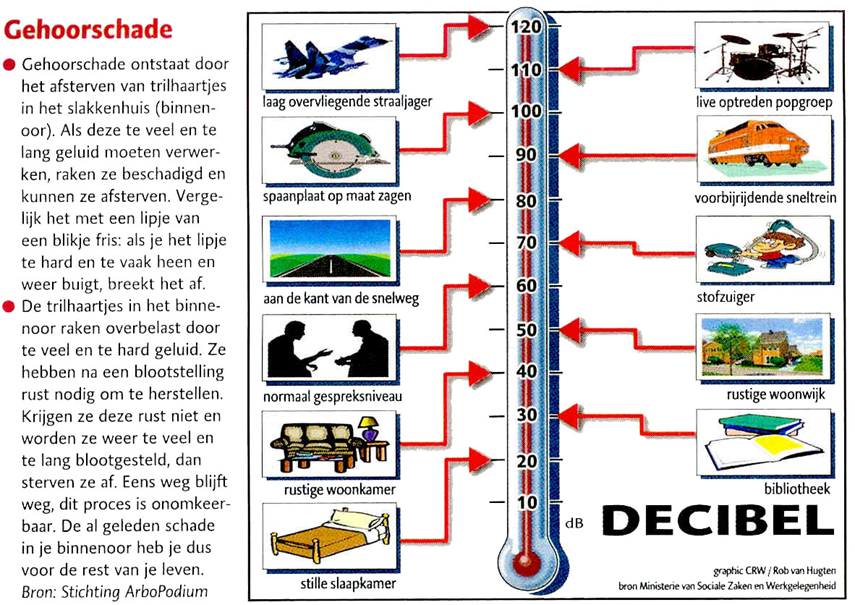 Gehoorschade
● Gehoorschade ontstaat door
het afsterven van trilhaartjes
in het slakkenhuis (binnen-
oor). Als deze te veel en te
lang geluid moeten verwer-
ken, raken ze beschadigd en
kunnen ze afsterven. Verge-
lijk het met een lipje van
een blikje fris: als je het lipje
te hard en te vaak heen en
weer buigt, breekt het af.
● De trilhaartjes in het binne-
noor raken overbelast door
te veel en te hard geluid. Ze
hebben na een blootstelling
rust nodig om te herstellen.
Krijgen ze deze rust niet en
worden ze weer te veel en
te lang blootgesteld, dan
sterven ze af. Eens weg blijft
weg, dit proces is onomkeer-
baar. De al geleden schade
in je binnenoor heb je dus
voor de rest van je leven.
Bron: Stichting ArboPodium
laag overvliegende straaljager
spaanplaat op maat zagen
aan de kant van de snelweg
normaal gespreksniveau
rustige woonkamer
stille slaapkamer
120
110
100
90
80
70
60
50
40
30
20
10
dB
live optreden popgroep
voorbijrijdende sneltrein
stofzuiger
rustige woonwijk
bibliotheek
DECIBEL
graphic CRW / Rob van Hugten
bron Ministerie van Sociale Zaken en Werkgelegenheid